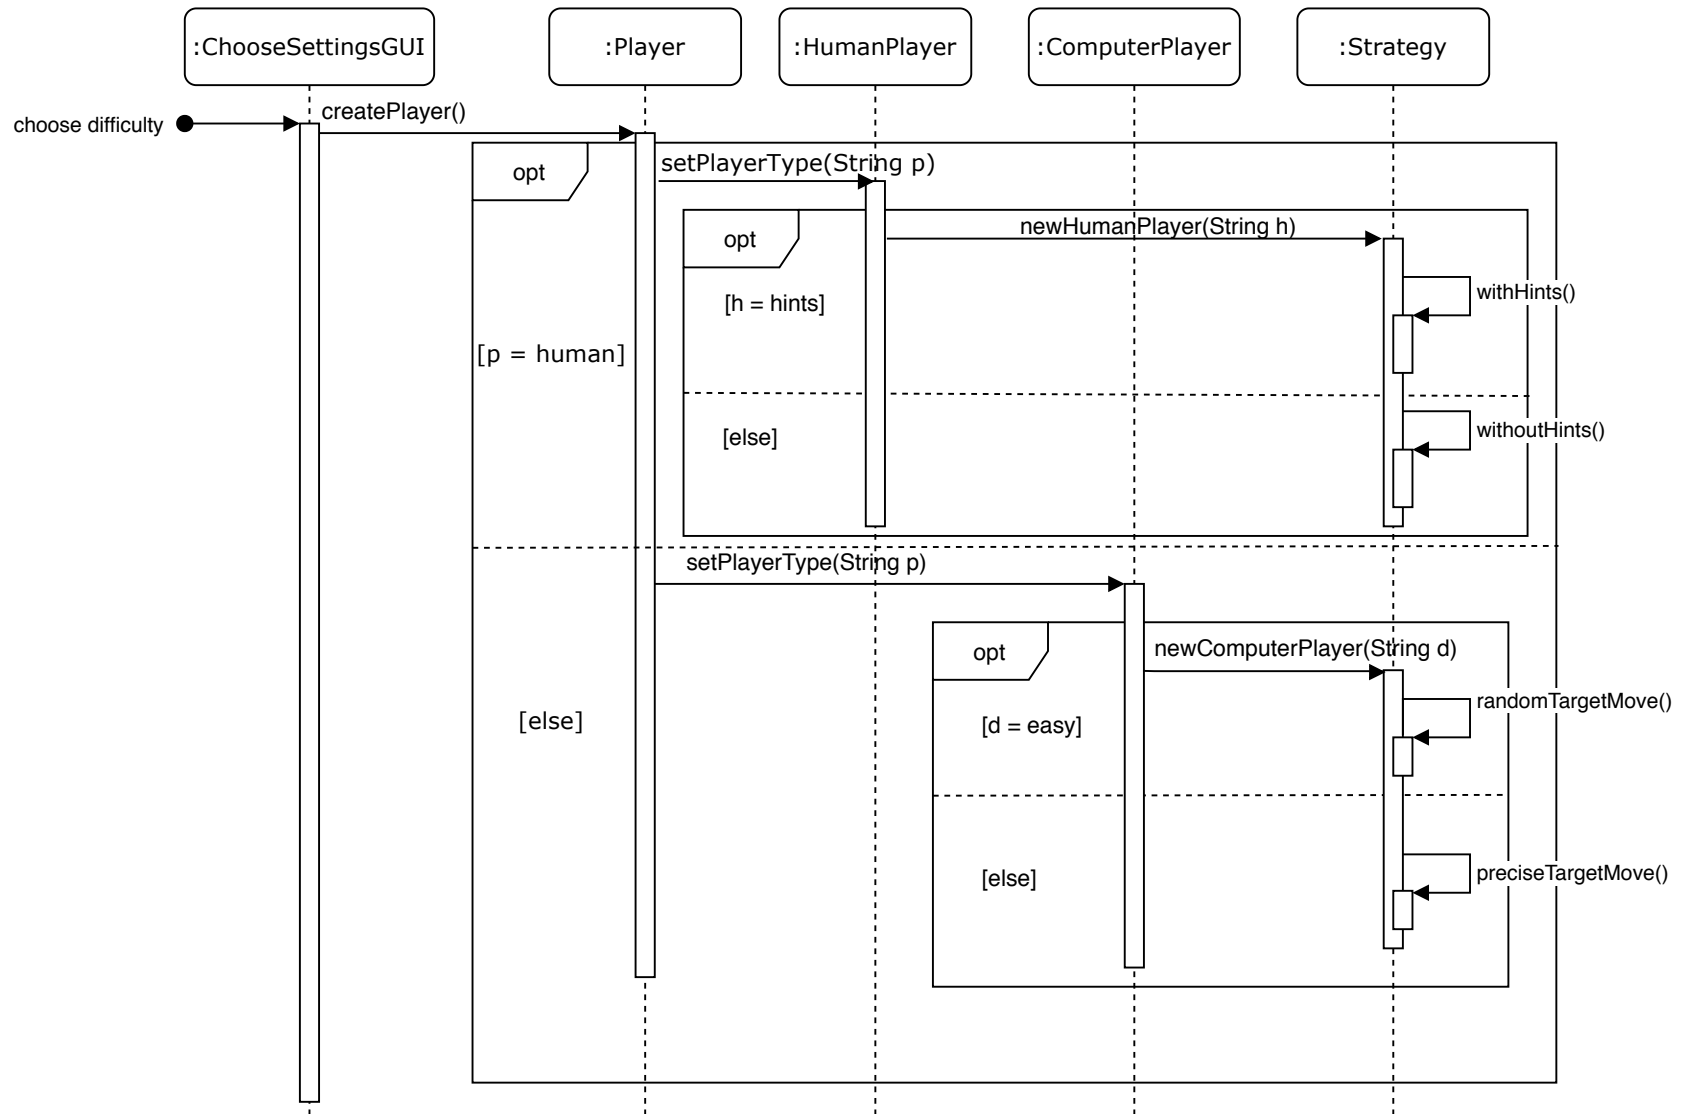 :ChooseSettingsGUI
:Player
:HumanPlayer
:ComputerPlayer
:Strategy
choose difficulty
createPlayer()
opt
setPlayerType(String p)
opt
newHumanPlayer(String h)
[h = hints]
withHints()
[p = human]
[else]
withoutHints()
setPlayerType(String p)
opt
newComputerPlayer(String d)
[else]
[d = easy]
randomTargetMove()
[else]
preciseTargetMove()